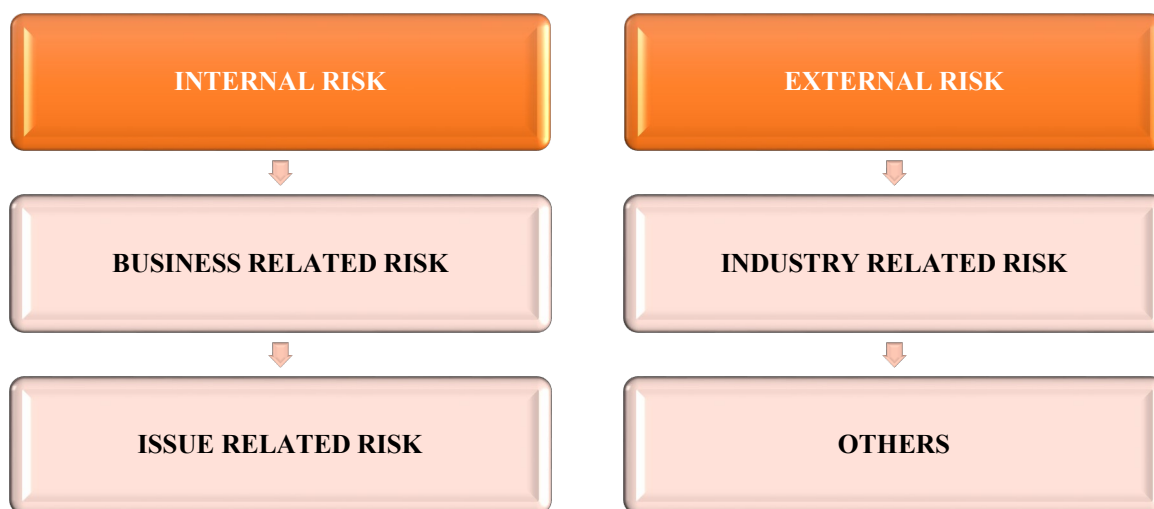 INTERNAL RISK
BUSINESS RELATED RISK
ISSUE RELATED RISK
EXTERNAL RISK
INDUSTRY RELATED RISK
OTHERS